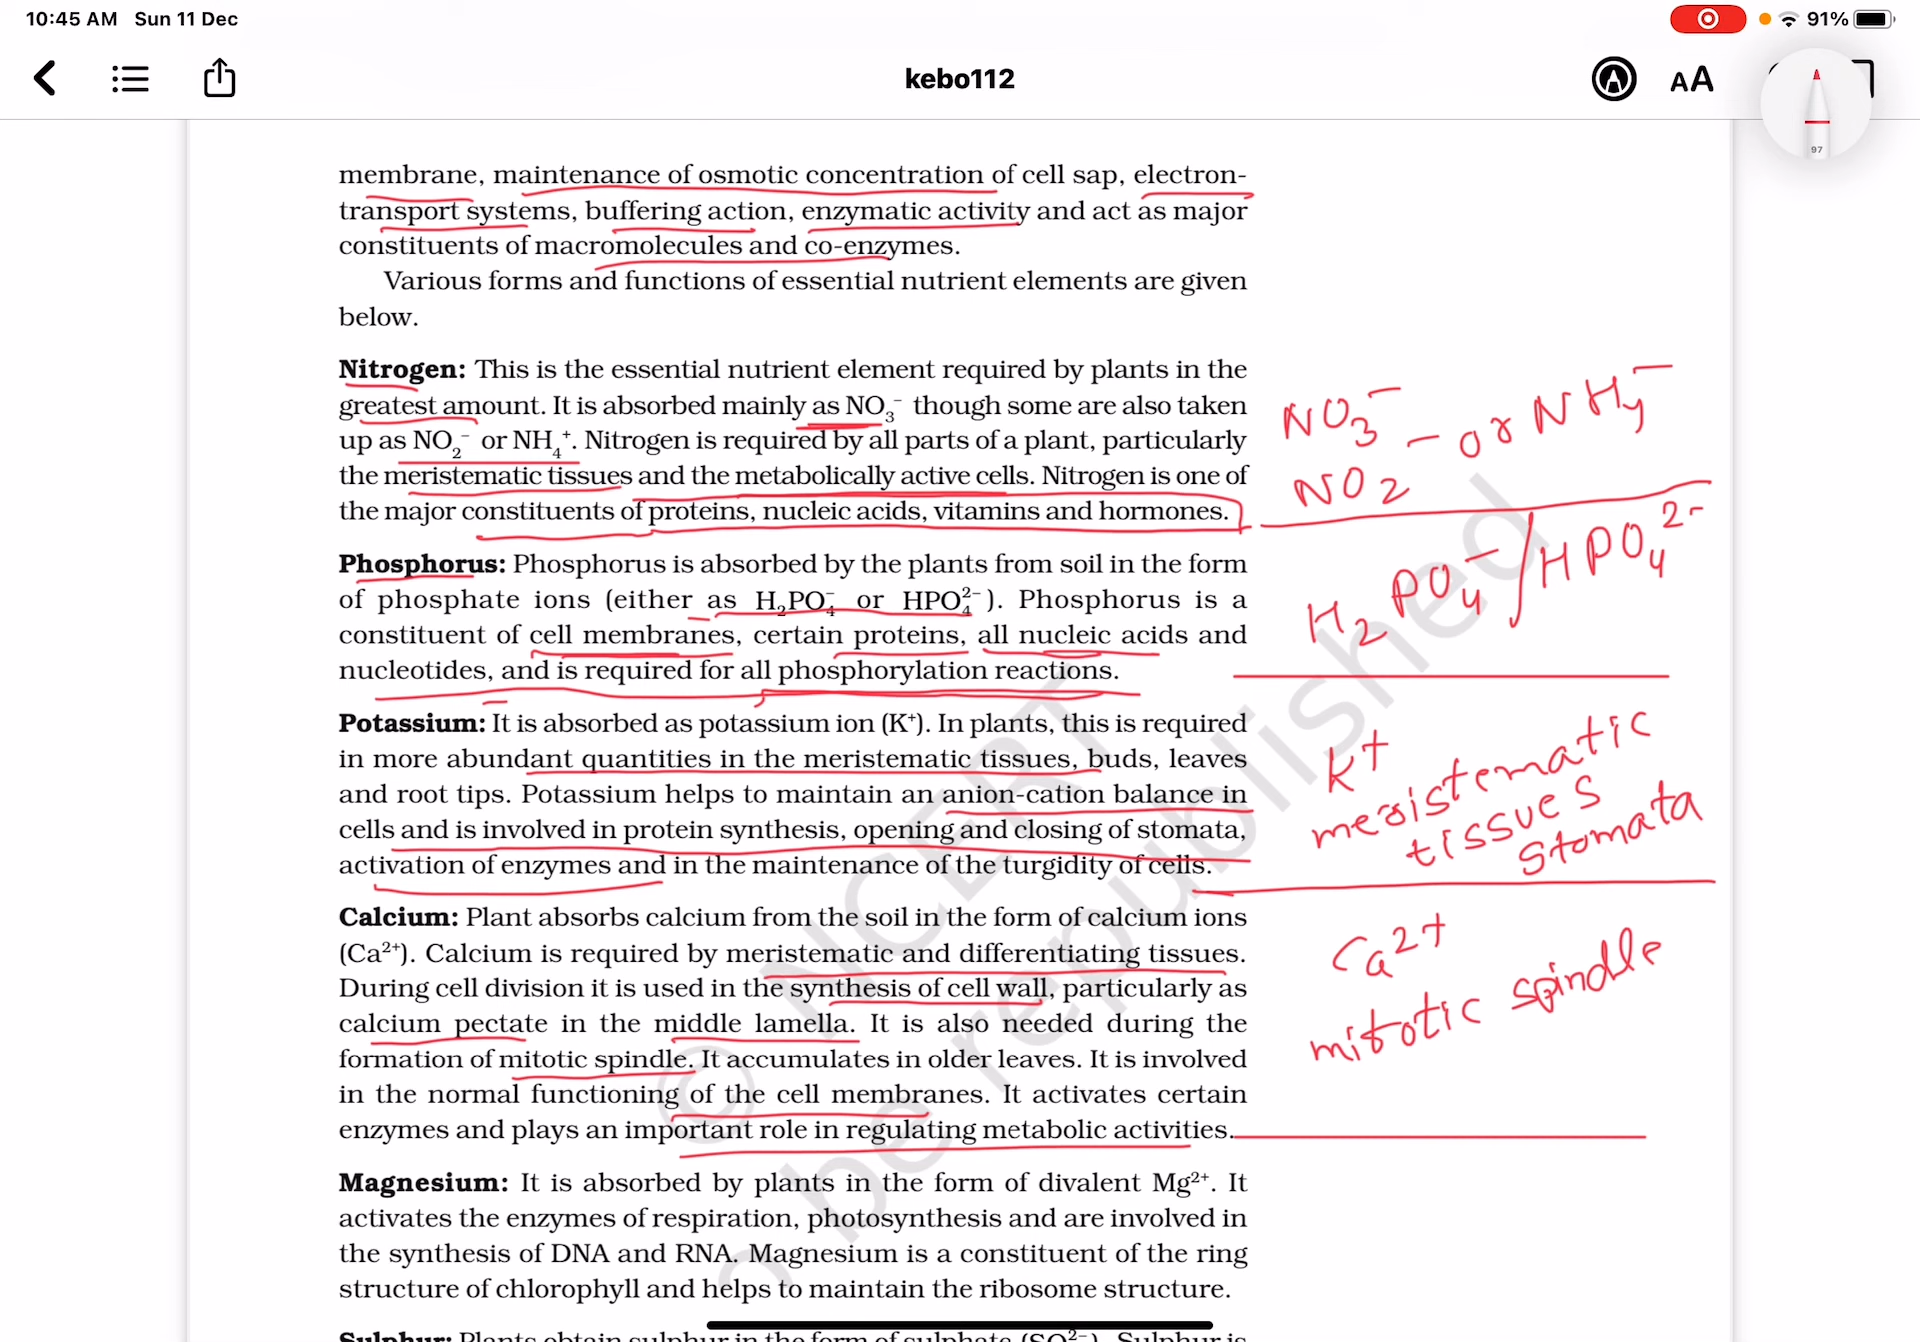 10:45 AM Sun 11 Dec
91%
kebo112
AA
97
membrane, maintenance of osmotic concentration of cell sap, electron-
transport systems, buffering action, enzymatic activity and act as major
constituents of macromolecules and co-enzymes.
Various forms and functions of essential nutrient elements are given
below.
Nitrogen: This is the essential nutrient element required by plants in the
greatest amount. It is absorbed mainly as NO₃⁻ though some are also taken
up as NO₂⁻ or NH₄⁺. Nitrogen is required by all parts of a plant, particularly
the meristematic tissues and the metabolically active cells. Nitrogen is one of
the major constituents of proteins, nucleic acids, vitamins and hormones.
NO₃⁻ – or NH₄⁻
NO₂
Phosphorus: Phosphorus is absorbed by the plants from soil in the form
of phosphate ions (either as H₂PO₄⁻ or HPO₄²⁻). Phosphorus is a
constituent of cell membranes, certain proteins, all nucleic acids and
nucleotides, and is required for all phosphorylation reactions.
H₂PO₄⁻/HPO₄²⁻
Potassium: It is absorbed as potassium ion (K⁺). In plants, this is required
in more abundant quantities in the meristematic tissues, buds, leaves
and root tips. Potassium helps to maintain an anion-cation balance in
cells and is involved in protein synthesis, opening and closing of stomata,
activation of enzymes and in the maintenance of the turgidity of cells.
K⁺
meristematic
tissues
stomata
Calcium: Plant absorbs calcium from the soil in the form of calcium ions
(Ca²⁺). Calcium is required by meristematic and differentiating tissues.
During cell division it is used in the synthesis of cell wall, particularly as
calcium pectate in the middle lamella. It is also needed during the
formation of mitotic spindle. It accumulates in older leaves. It is involved
in the normal functioning of the cell membranes. It activates certain
enzymes and plays an important role in regulating metabolic activities.
Ca²⁺
mitotic spindle
Magnesium: It is absorbed by plants in the form of divalent Mg²⁺. It
activates the enzymes of respiration, photosynthesis and are involved in
the synthesis of DNA and RNA. Magnesium is a constituent of the ring
structure of chlorophyll and helps to maintain the ribosome structure.
Sulphur: Plants obtain sulphur in the form of sulphate (SO²⁻). Sulphur is
© NCERT
be republished